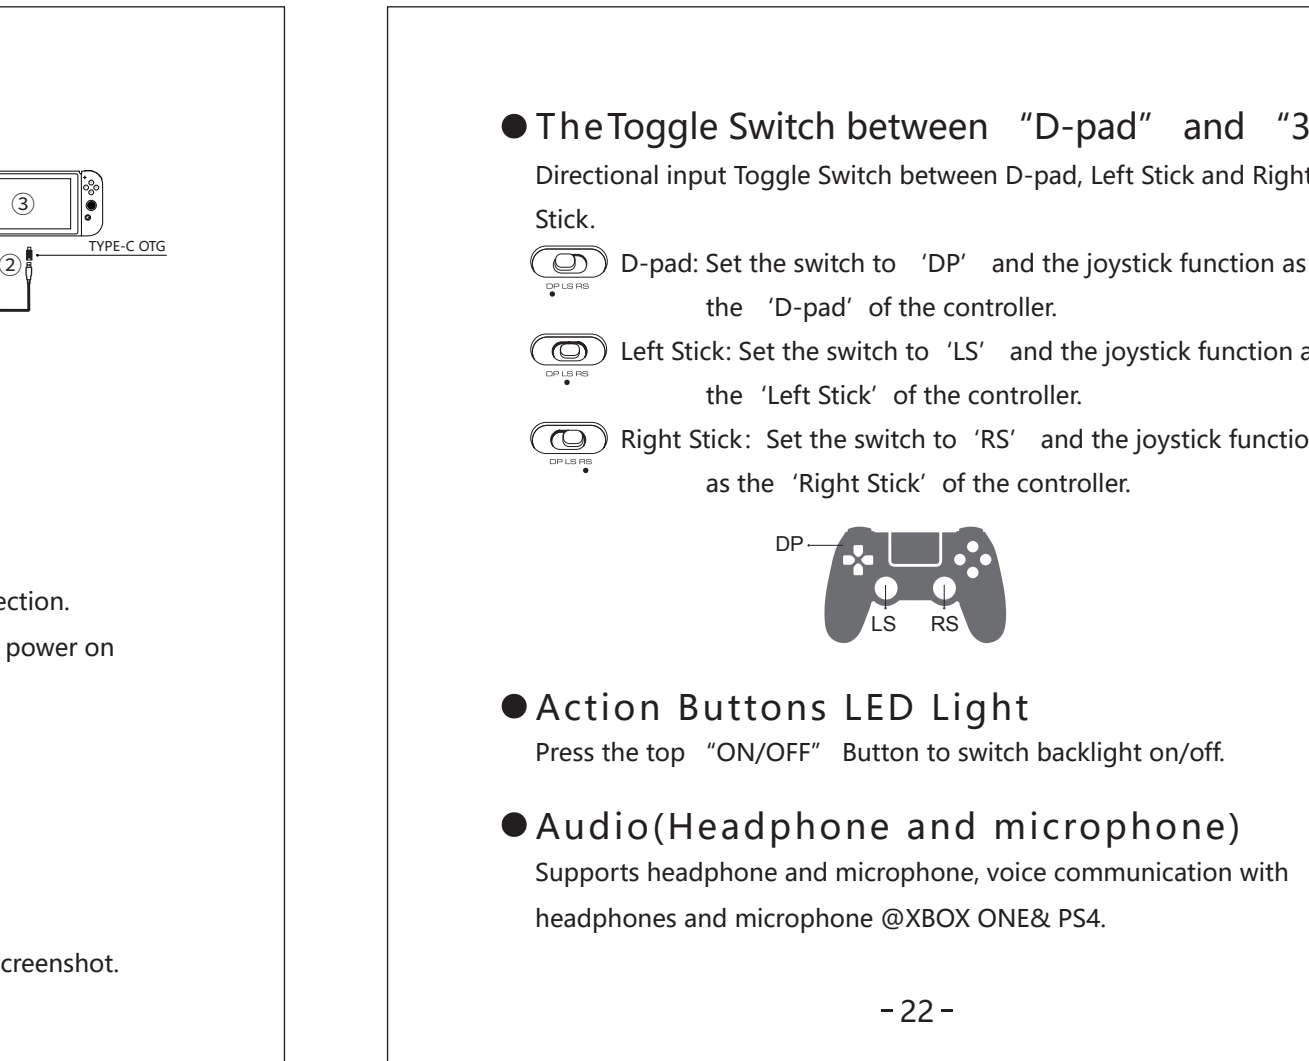 ③
TYPE-C OTG
②
ection.
power on
creenshot.
● The Toggle Switch between “D-pad” and “3
Directional input Toggle Switch between D-pad, Left Stick and Right
Stick.
D-pad: Set the switch to ‘DP’ and the joystick function as
DP LS RS
the ‘D-pad’ of the controller.
Left Stick: Set the switch to ‘LS’ and the joystick function a
DP LS RS
the ‘Left Stick’ of the controller.
Right Stick: Set the switch to ‘RS’ and the joystick functio
DP LS RS
as the ‘Right Stick’ of the controller.
DP
LS RS
● Action Buttons LED Light
Press the top “ON/OFF” Button to switch backlight on/off.
● Audio(Headphone and microphone)
Supports headphone and microphone, voice communication with
headphones and microphone @XBOX ONE& PS4.
-22-